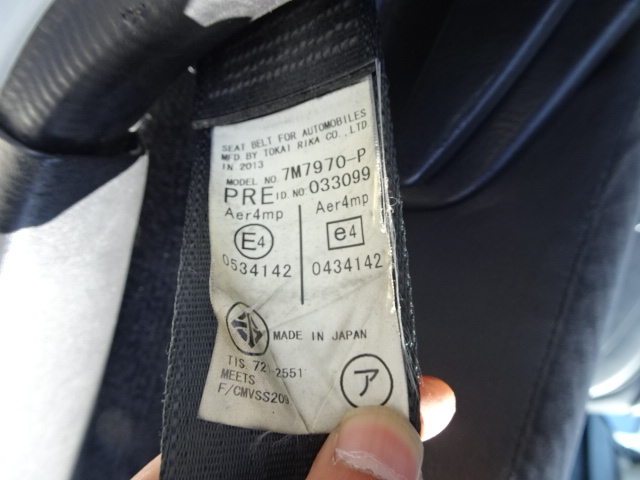 SEAT BELT FOR AUTOMOBILES
MFD.BY TOKAI RIKA CO.,LTD
IN 2013
MODEL NO. 7M7970-P
PRE ID.NO.033099
Aer4mp Aer4mp
E4 e4
0534142 0434142
MADE IN JAPAN
TIS 721-2551
MEETS
F/CMVSS209
ア